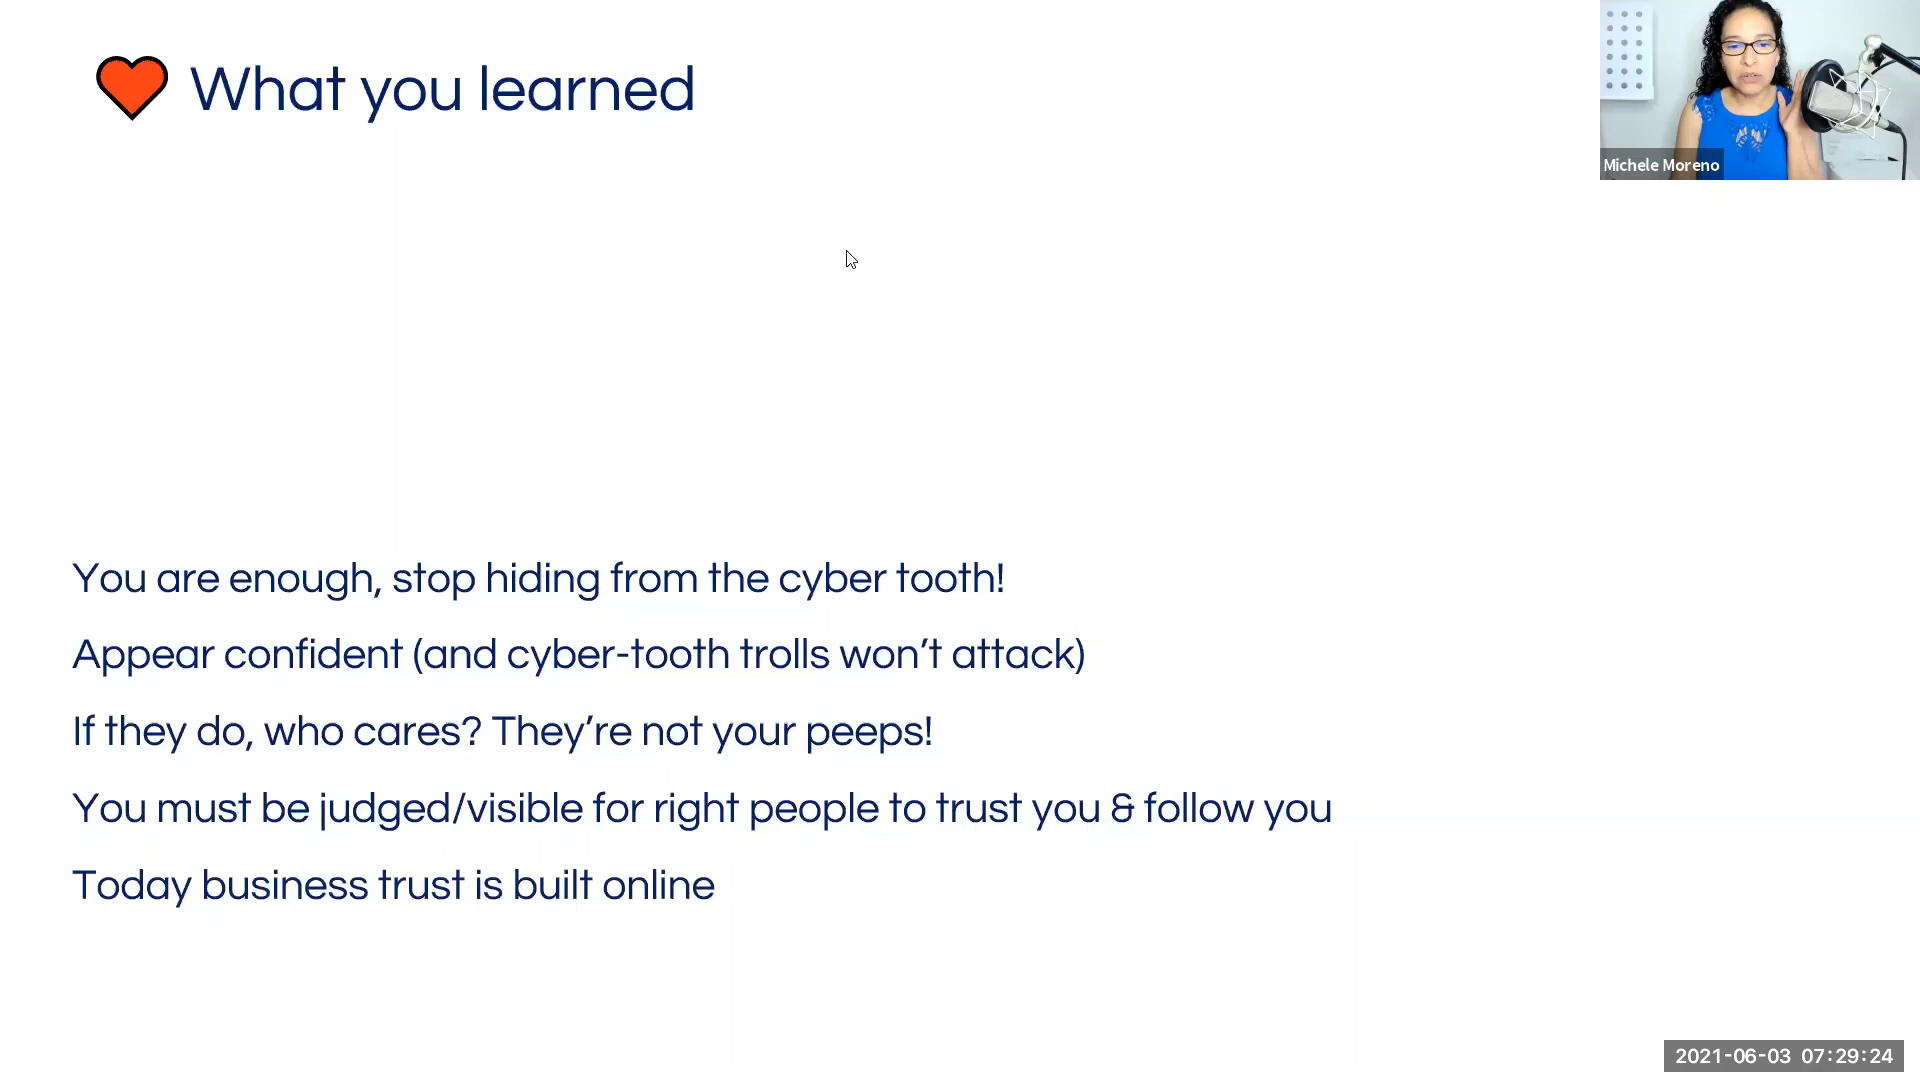 What you learned
Michele Moreno
You are enough, stop hiding from the cyber tooth!
Appear confident (and cyber-tooth trolls won’t attack)
If they do, who cares? They’re not your peeps!
You must be judged/visible for right people to trust you & follow you
Today business trust is built online
2021-06-03 07:29:24